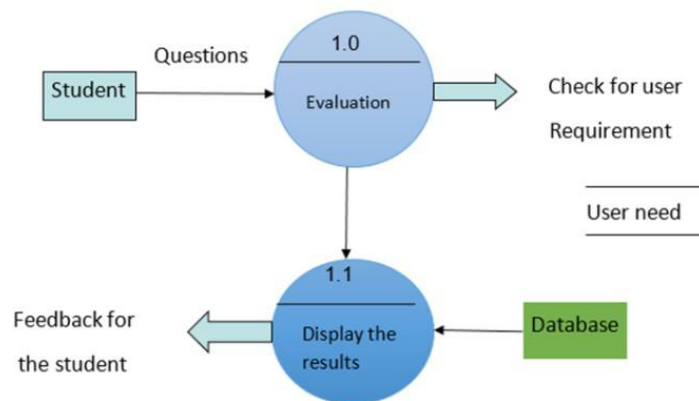 1.0
Questions
Student
Evaluation
Check for user
Requirement
User need
1.1
Feedback for
the student
Display the
results
Database